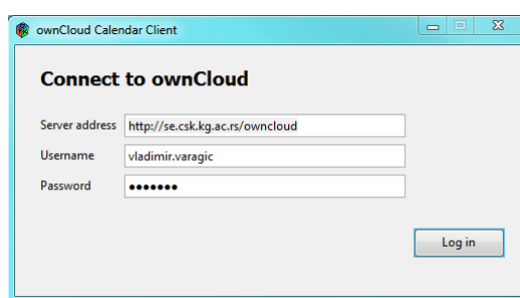 ownCloud Calendar Client
Connect to ownCloud
Server address http://se.csk.kg.ac.rs/owncloud
Username vladimir.varagic
Password •••••••
Log in